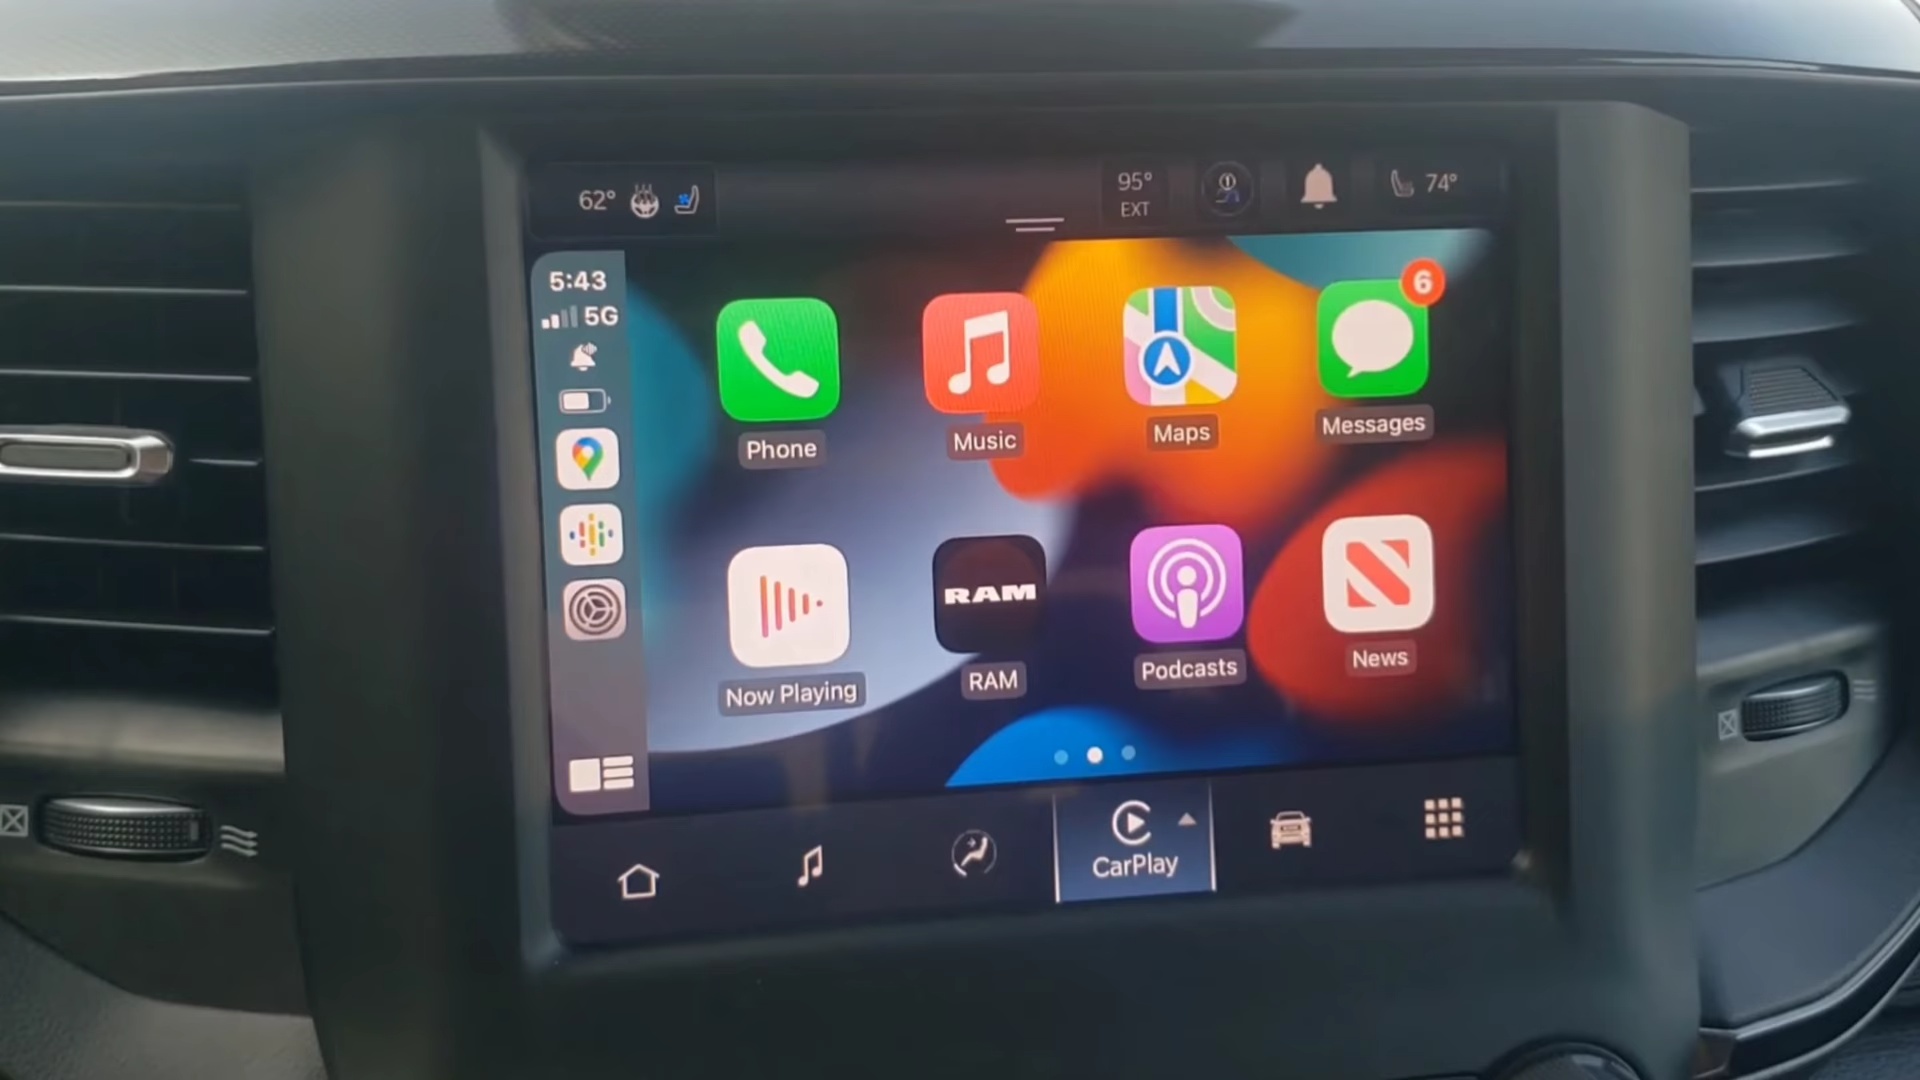 62°
95°
EXT
74°
5:43
5G
6
Phone
Music
Maps
Messages
RAM
Now Playing
RAM
Podcasts
News
CarPlay